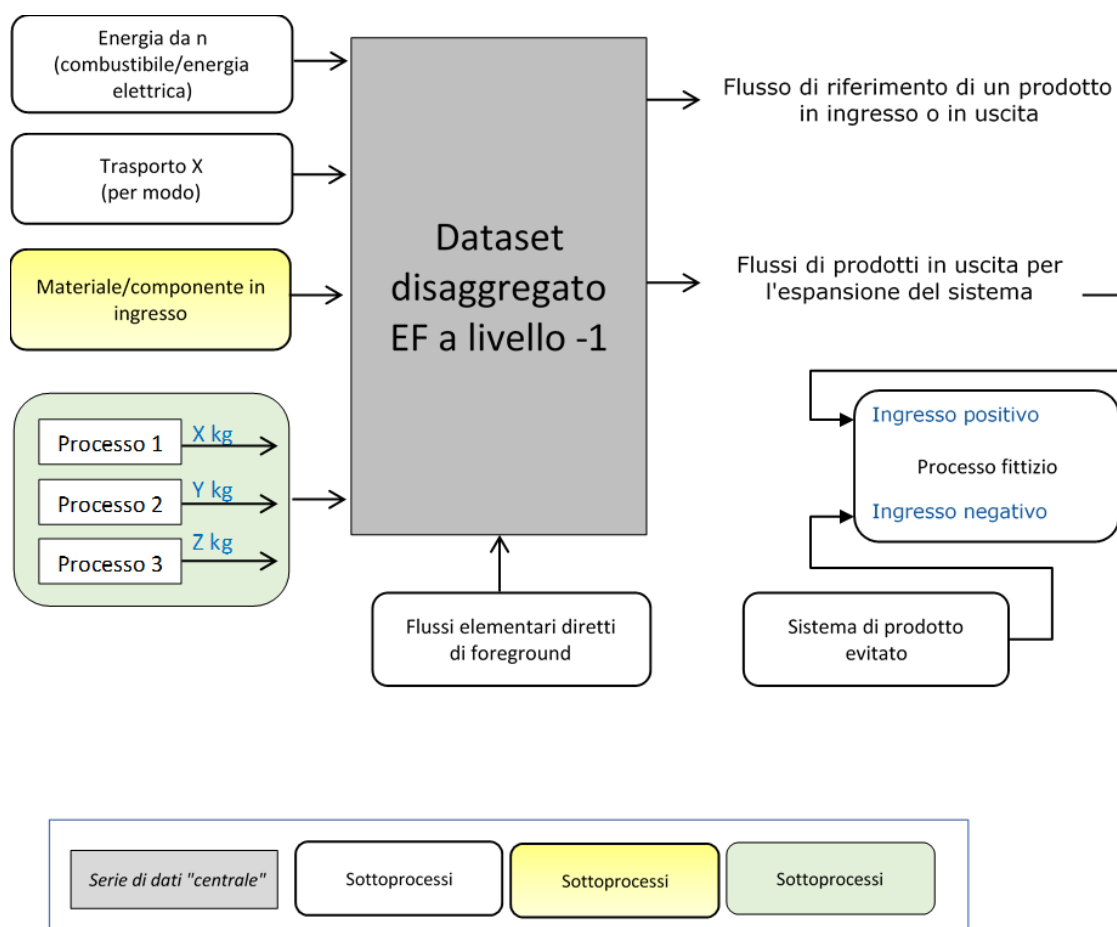 Energia da n
(combustibile/energia
elettrica)
Trasporto X
(per modo)
Materiale/componente in
ingresso
Processo 1
X kg
Processo 2
Y kg
Processo 3
Z kg
Dataset
disaggregato
EF a livello -1
Flussi elementari diretti
di foreground
Flusso di riferimento di un prodotto
in ingresso o in uscita
Flussi di prodotti in uscita per
l'espansione del sistema
Ingresso positivo
Processo fittizio
Ingresso negativo
Sistema di prodotto
evitato
Serie di dati "centrale"
Sottoprocessi
Sottoprocessi
Sottoprocessi